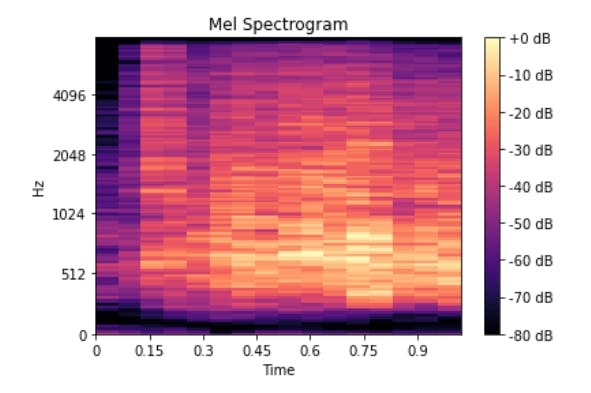 Mel Spectrogram
Hz
4096
2048
1024
512
0
0 0.15 0.3 0.45 0.6 0.75 0.9
Time
+0 dB
-10 dB
-20 dB
-30 dB
-40 dB
-50 dB
-60 dB
-70 dB
-80 dB